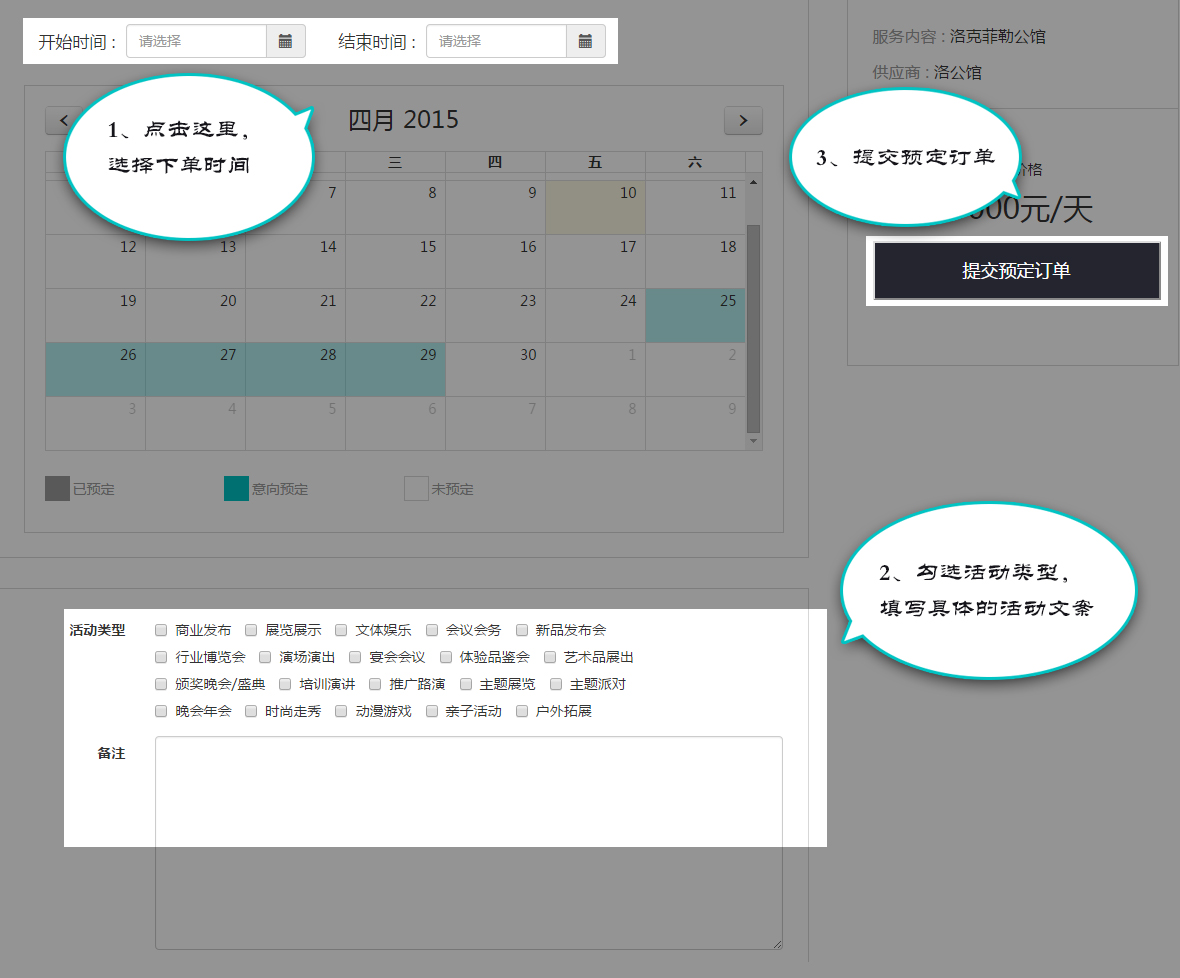 开始时间： 请选择 结束时间： 请选择
1、点击这里，
选择下单时间
四月 2015
三 四 五 六
7 8 9 10 11
12 13 14 15 16 17 18
19 20 21 22 23 24 25
26 27 28 29 30 1 2
3 4 5 6 7 8 9
已预定 意向预定 未预定
服务内容：洛克菲勒公馆
供应商：洛公馆
3、提交预定订单
元/天
提交预定订单
2、勾选活动类型，
填写具体的活动文案
活动类型 商业发布 展览展示 文体娱乐 会议会务 新品发布会
行业博览会 演场演出 宴会会议 体验品鉴会 艺术品展出
颁奖晚会/盛典 培训演讲 推广路演 主题展览 主题派对
晚会年会 时尚走秀 动漫游戏 亲子活动 户外拓展
备注